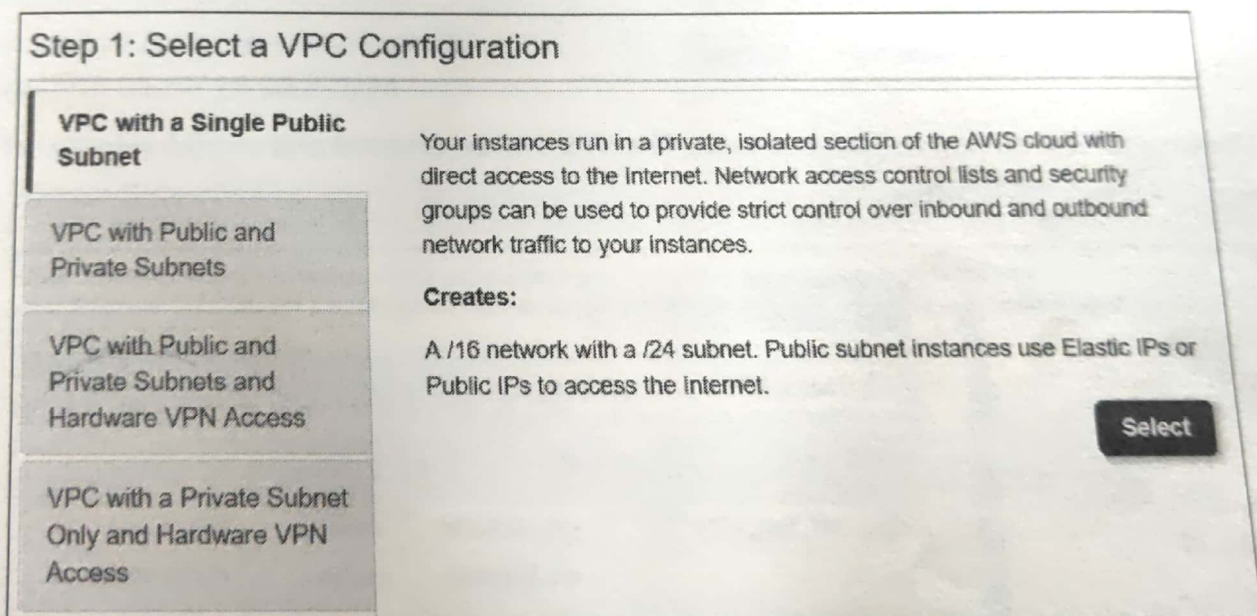 Step 1: Select a VPC Configuration
VPC with a Single Public
Subnet
VPC with Public and
Private Subnets
VPC with Public and
Private Subnets and
Hardware VPN Access
VPC with a Private Subnet
Only and Hardware VPN
Access
Your instances run in a private, isolated section of the AWS cloud with
direct access to the Internet. Network access control lists and security
groups can be used to provide strict control over inbound and outbound
network traffic to your instances.
Creates:
A /16 network with a /24 subnet. Public subnet instances use Elastic IPs or
Public IPs to access the Internet.
Select